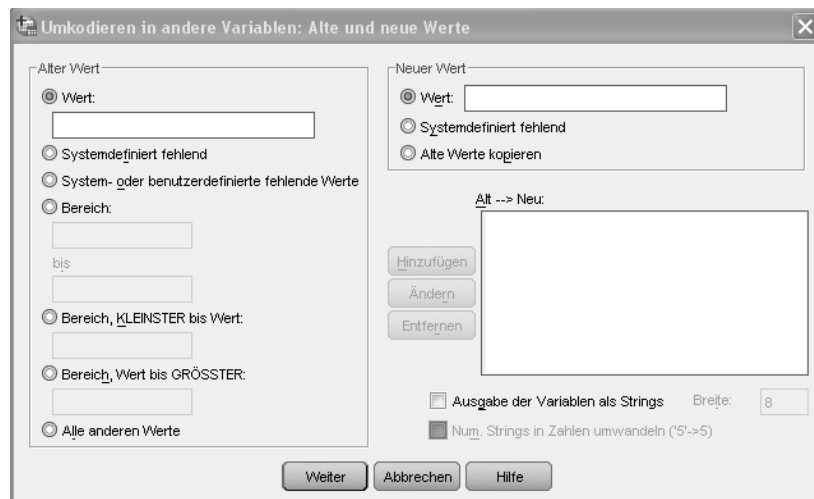 Umkodieren in andere Variablen: Alte und neue Werte
Alter Wert
Wert:
Systemdefiniert fehlend
System- oder benutzerdefinierte fehlende Werte
Bereich:
bis
Bereich, KLEINSTER bis Wert:
Bereich, Wert bis GRÖSSTER:
Alle anderen Werte
Neuer Wert
Wert:
Systemdefiniert fehlend
Alte Werte kopieren
Alt --> Neu:
Hinzufügen
Ändern
Entfernen
Ausgabe der Variablen als Strings Breite: 8
Num. Strings in Zahlen umwandeln ('5'->5)
Weiter Abbrechen Hilfe